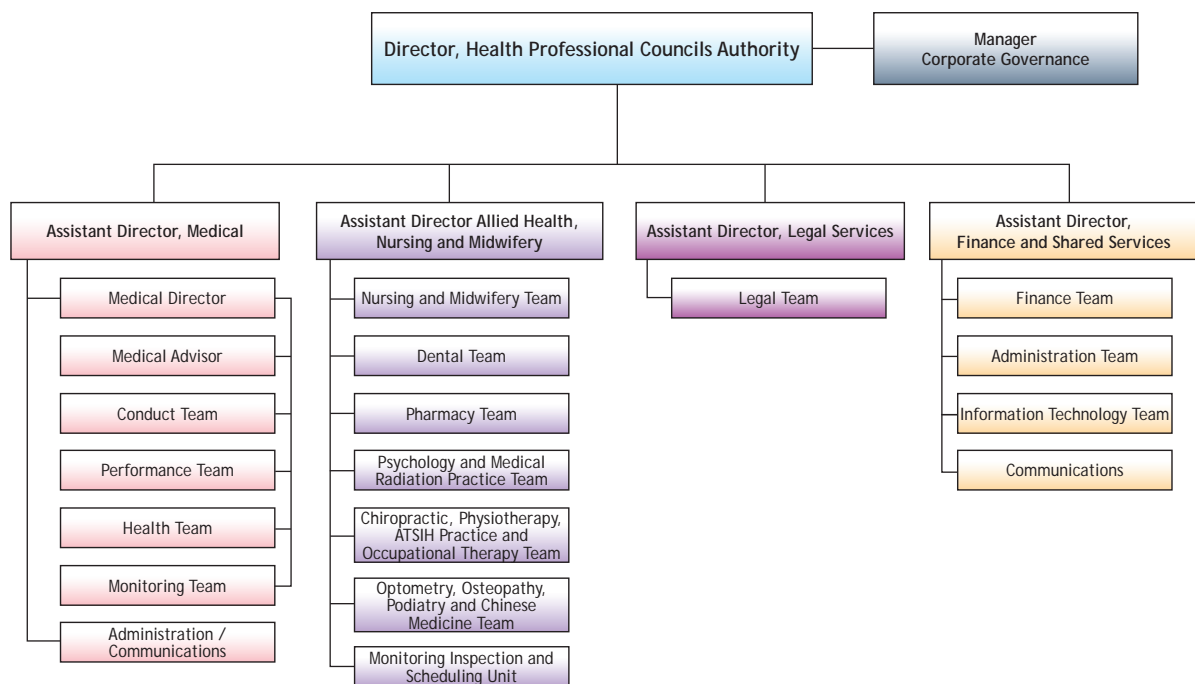 Director, Health Professional Councils Authority
Manager
Corporate Governance
Assistant Director, Medical
Medical Director
Medical Advisor
Conduct Team
Performance Team
Health Team
Monitoring Team
Administration /
Communications
Assistant Director Allied Health,
Nursing and Midwifery
Nursing and Midwifery Team
Dental Team
Pharmacy Team
Psychology and Medical
Radiation Practice Team
Chiropractic, Physiotherapy,
ATSIH Practice and
Occupational Therapy Team
Optometry, Osteopathy,
Podiatry and Chinese
Medicine Team
Monitoring Inspection and
Scheduling Unit
Assistant Director, Legal Services
Legal Team
Assistant Director,
Finance and Shared Services
Finance Team
Administration Team
Information Technology Team
Communications